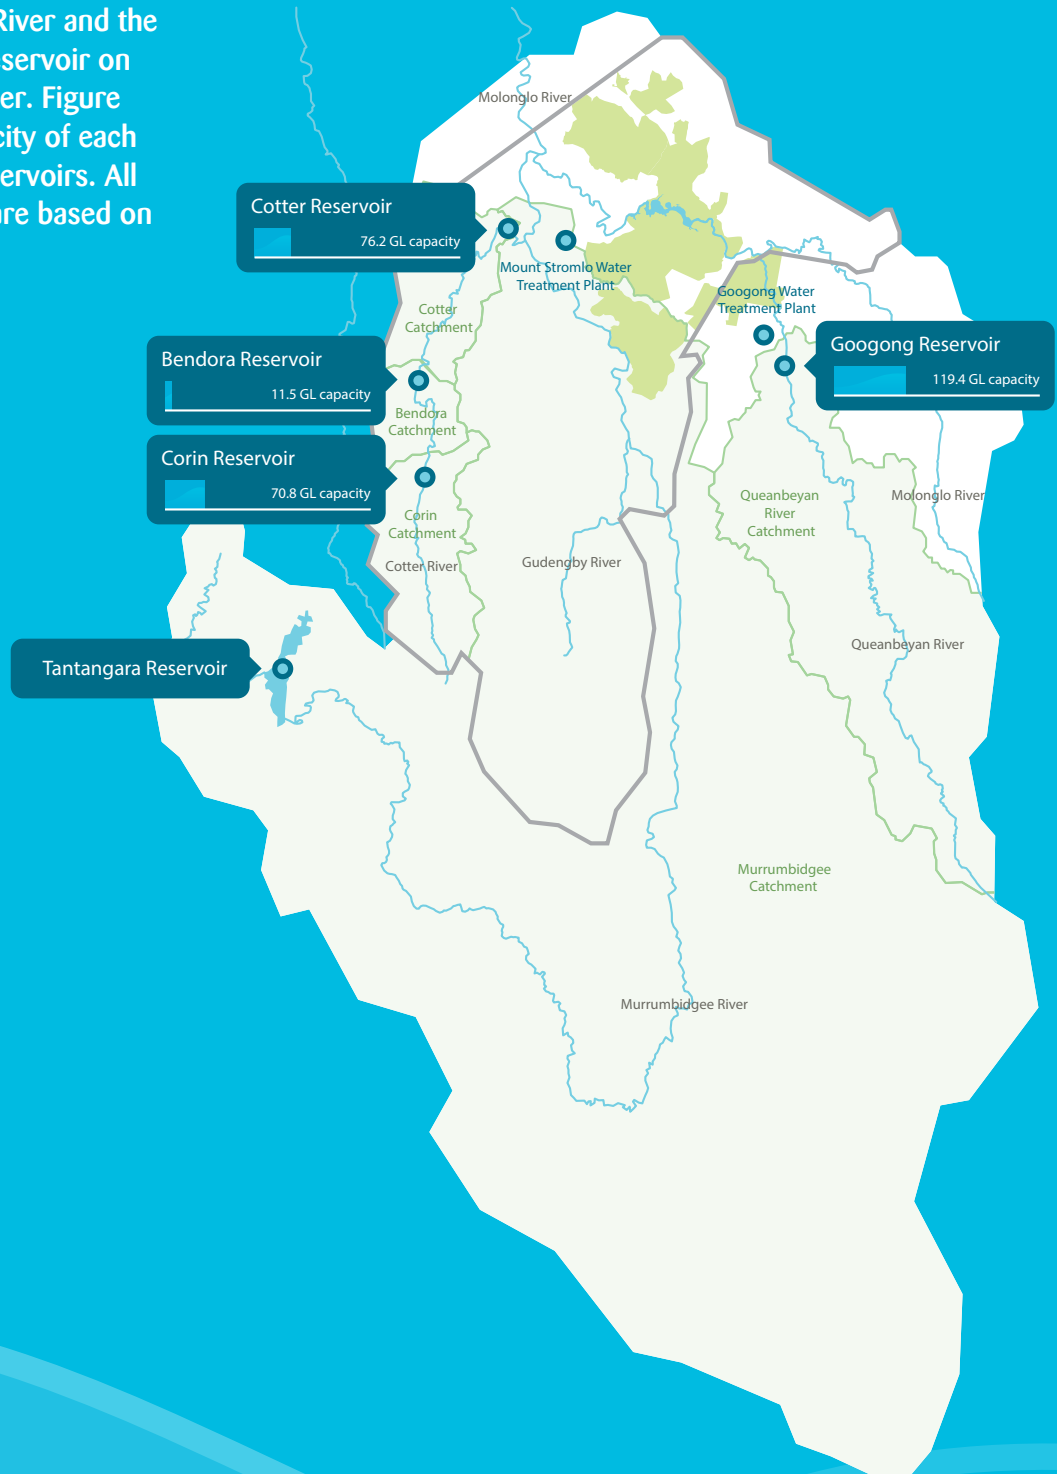 River and the
servoir on
er. Figure
city of each
ervoirs. All
are based on
Molonglo River
Cotter Reservoir
76.2 GL capacity
Mount Stromlo Water
Treatment Plant
Googong Water
Treatment Plant
Cotter
Catchment
Googong Reservoir
119.4 GL capacity
Bendora Reservoir
11.5 GL capacity
Bendora
Catchment
Corin Reservoir
70.8 GL capacity
Corin
Catchment
Queanbeyan
River
Catchment
Molonglo River
Cotter River
Gudengby River
Queanbeyan River
Tantangara Reservoir
Murrumbidgee
Catchment
Murrumbidgee River